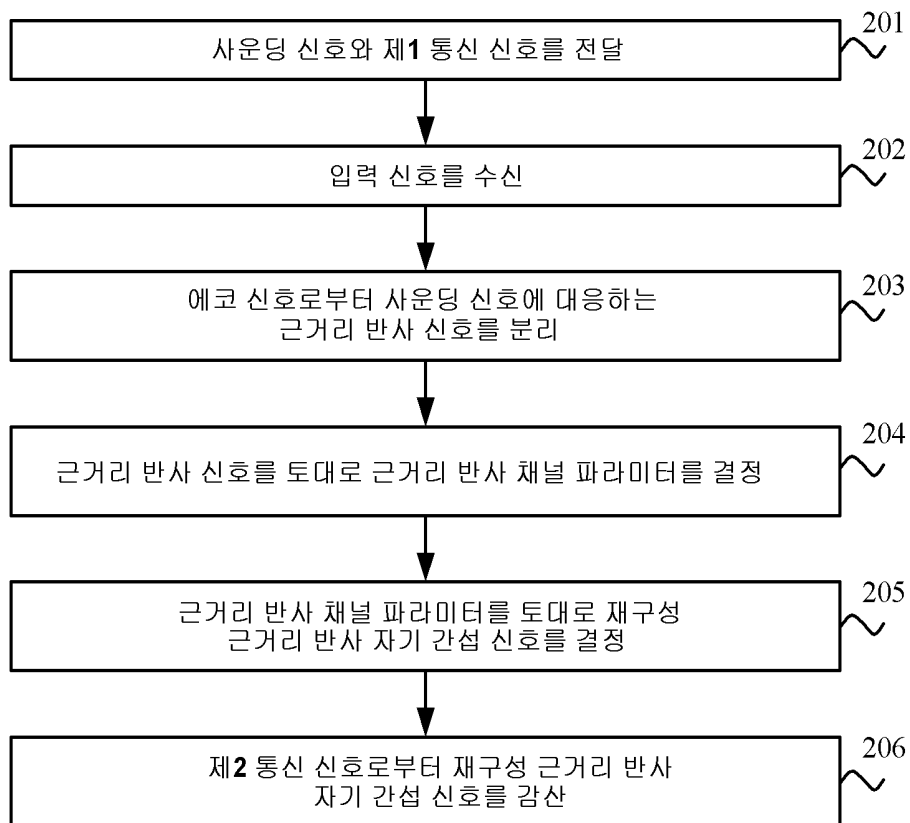 201
사운딩 신호와 제1 통신 신호를 전달
202
입력 신호를 수신
203
에코 신호로부터 사운딩 신호에 대응하는
근거리 반사 신호를 분리
204
근거리 반사 신호를 토대로 근거리 반사 채널 파라미터를 결정
205
근거리 반사 채널 파라미터를 토대로 재구성
근거리 반사 자기 간섭 신호를 결정
206
제2 통신 신호로부터 재구성 근거리 반사
자기 간섭 신호를 감산